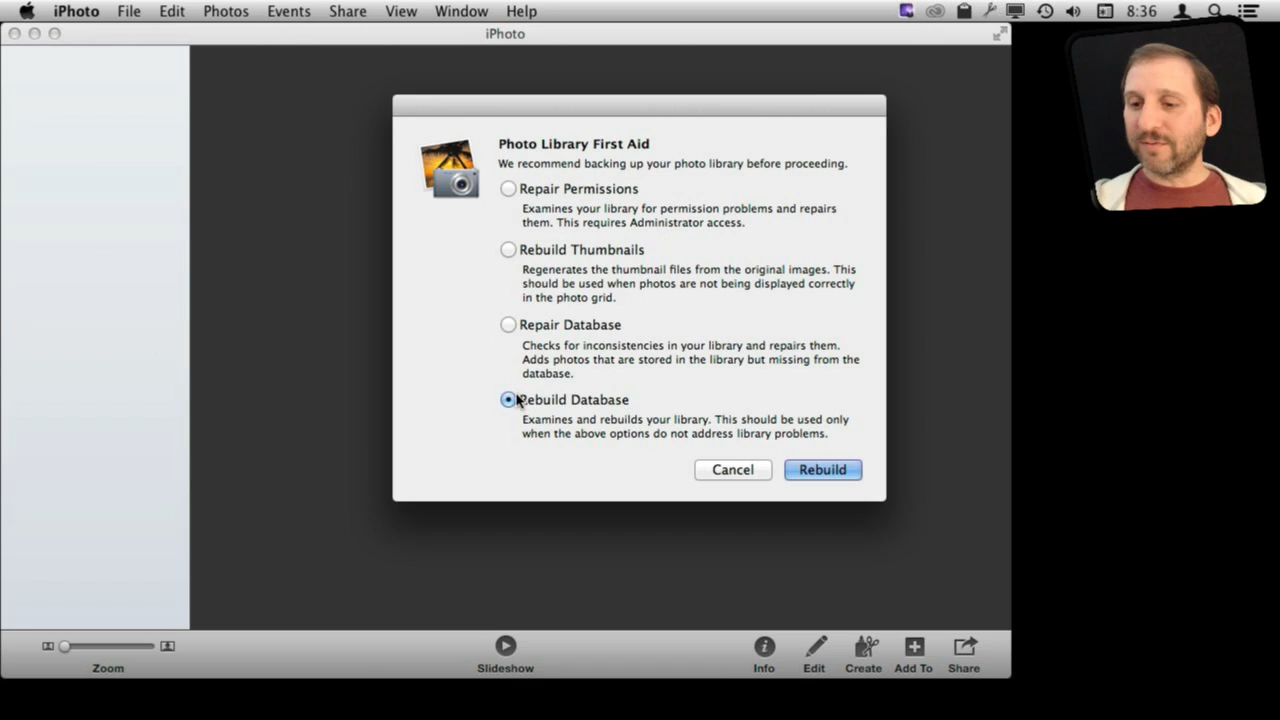 iPhoto File Edit Photos Events Share View Window Help 8:36
iPhoto
Photo Library First Aid
We recommend backing up your photo library before proceeding.
Repair Permissions
Examines your library for permission problems and repairs
them. This requires Administrator access.
Rebuild Thumbnails
Regenerates the thumbnail files from the original images. This
should be used when photos are not being displayed correctly
in the photo grid.
Repair Database
Checks for inconsistencies in your library and repairs them.
Adds photos that are stored in the library but missing from the
database.
Rebuild Database
Examines and rebuilds your library. This should be used only
when the above options do not address library problems.
Cancel Rebuild
Zoom Slideshow Info Edit Create Add To Share